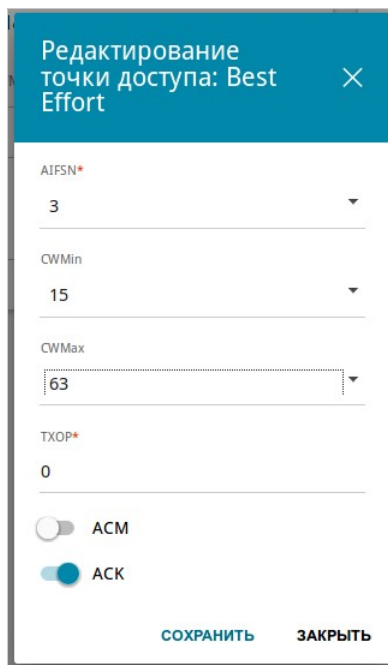 Редактирование
точки доступа: Best
Effort
AIFSN*
3
CWMin
15
CWMax
63
TXOP*
0
ACM
ACK
СОХРАНИТЬ ЗАКРЫТЬ